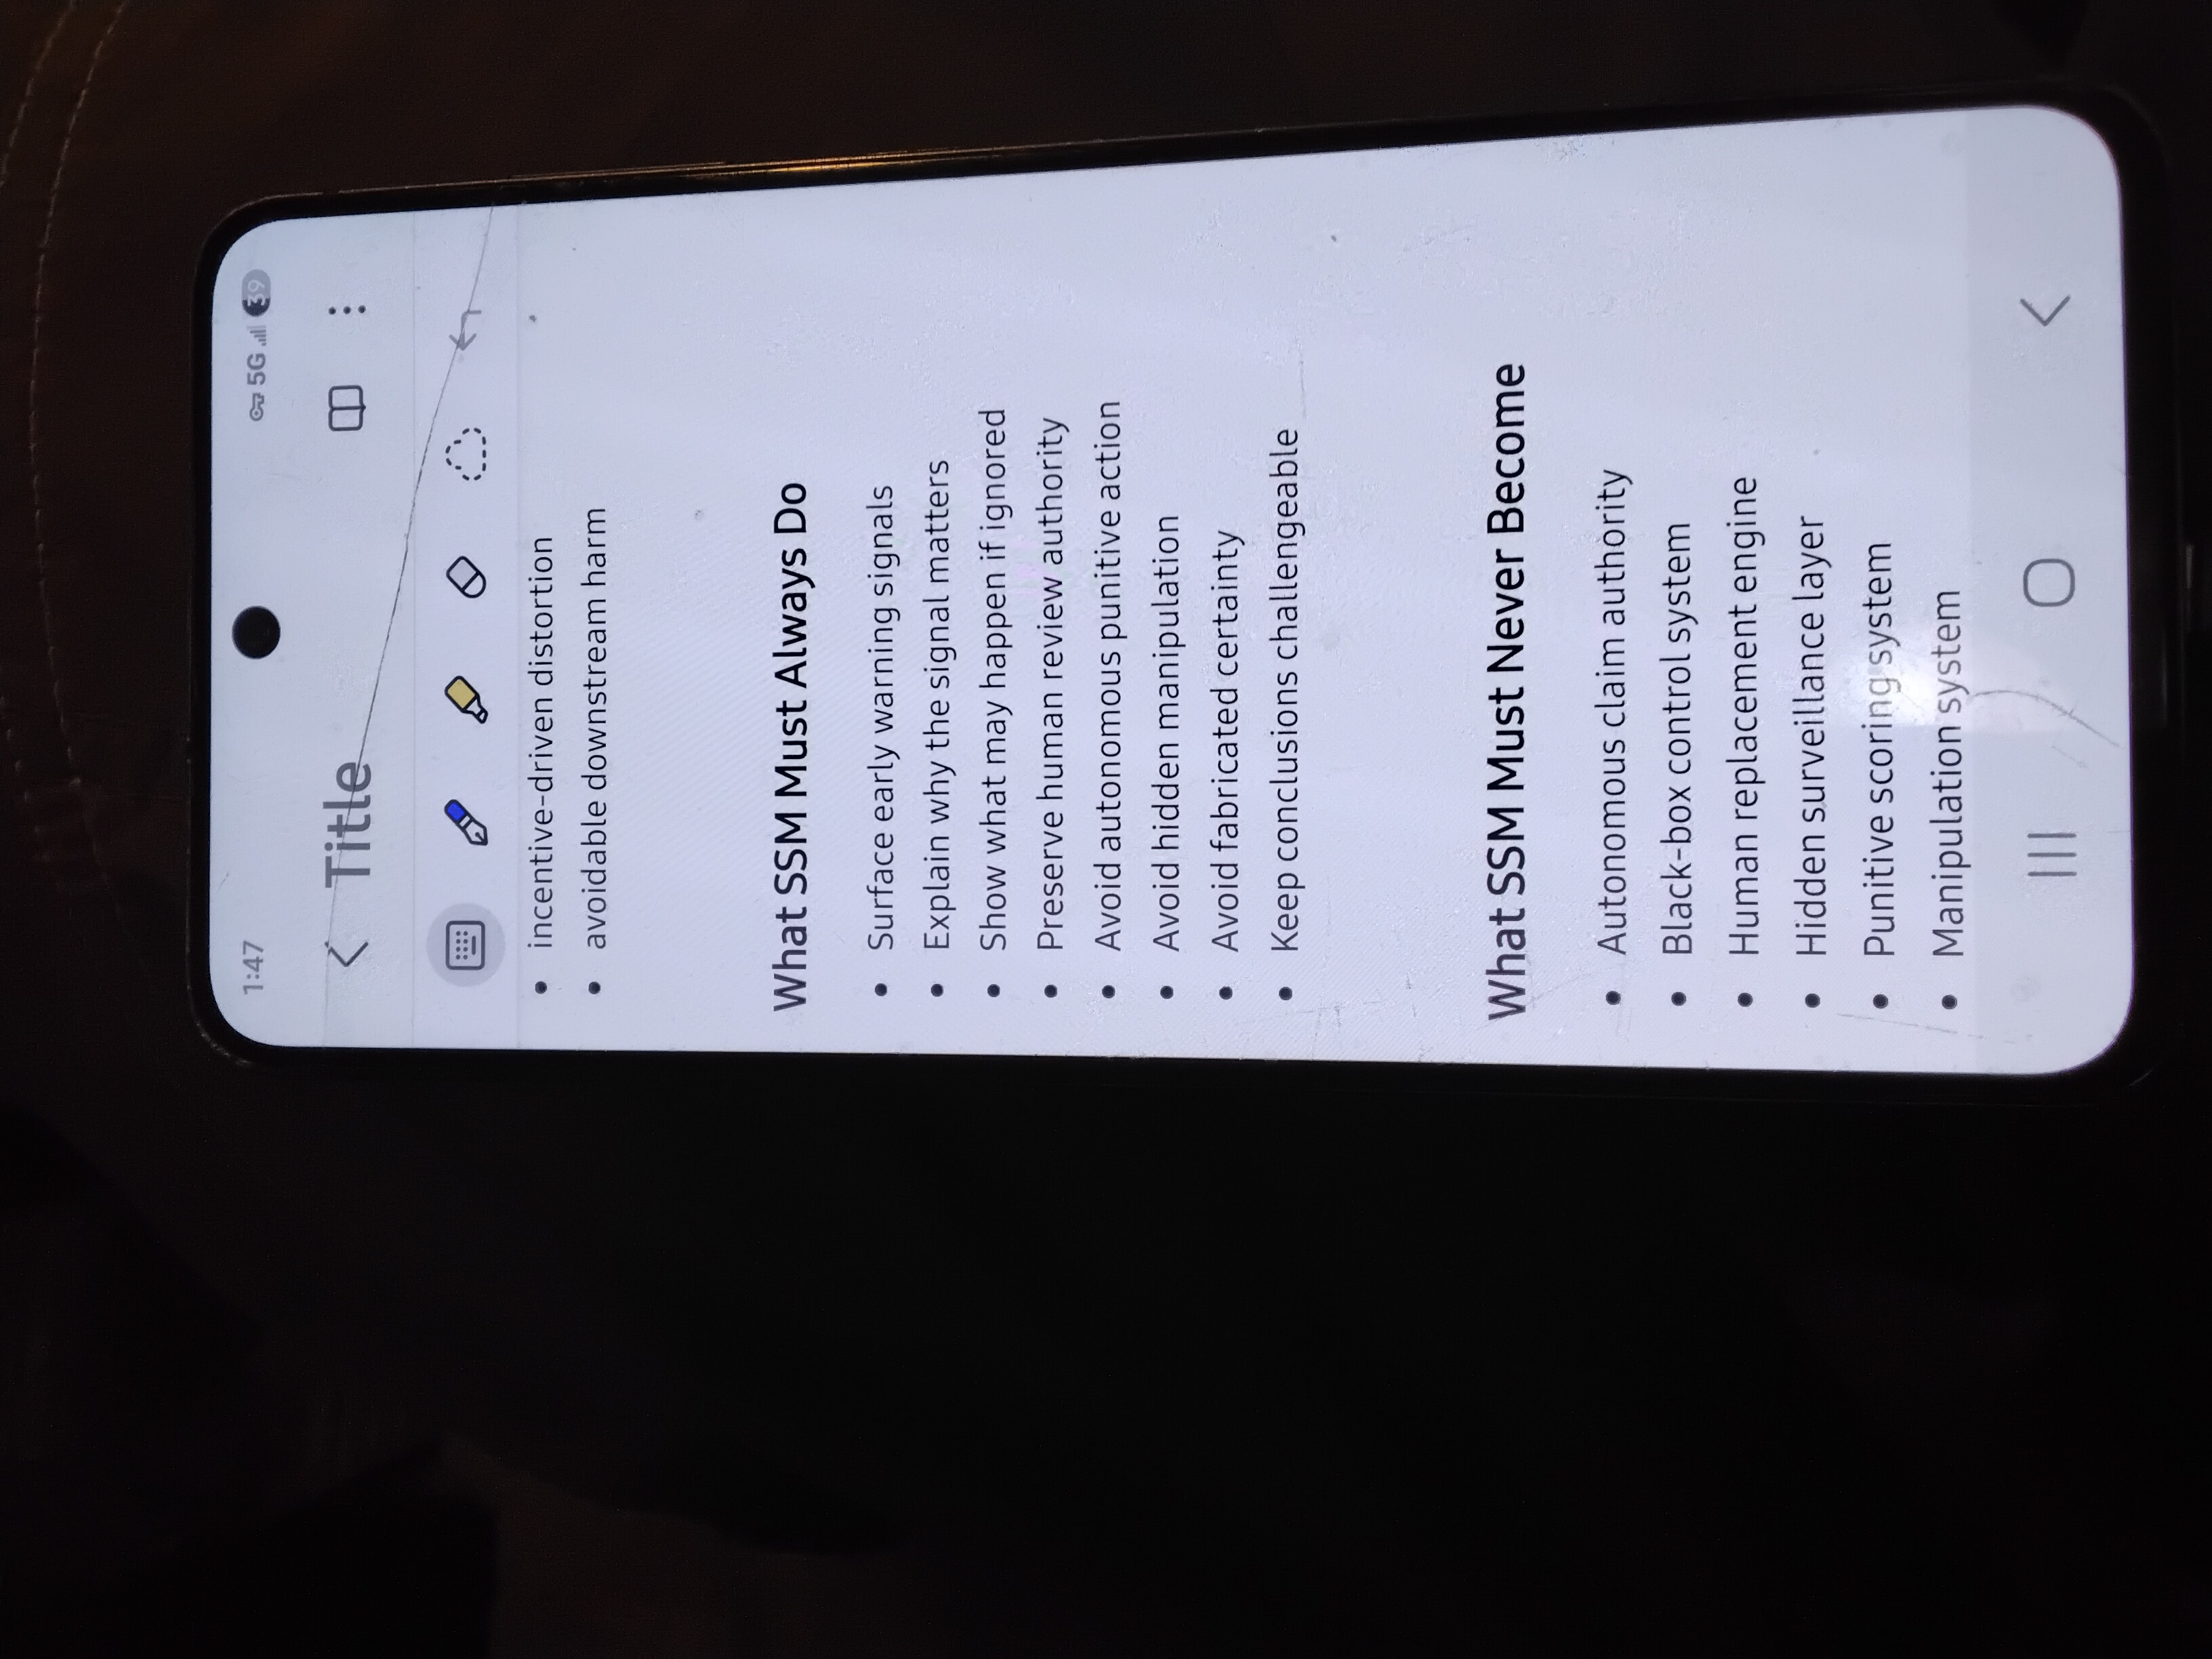 1:47
5G 39
Title
• incentive-driven distortion
• avoidable downstream harm
What SSM Must Always Do
• Surface early warning signals
• Explain why the signal matters
• Show what may happen if ignored
• Preserve human review authority
• Avoid autonomous punitive action
• Avoid hidden manipulation
• Avoid fabricated certainty
• Keep conclusions challengeable
What SSM Must Never Become
• Autonomous claim authority
• Black-box control system
• Human replacement engine
• Hidden surveillance layer
• Punitive scoring system
• Manipulation system